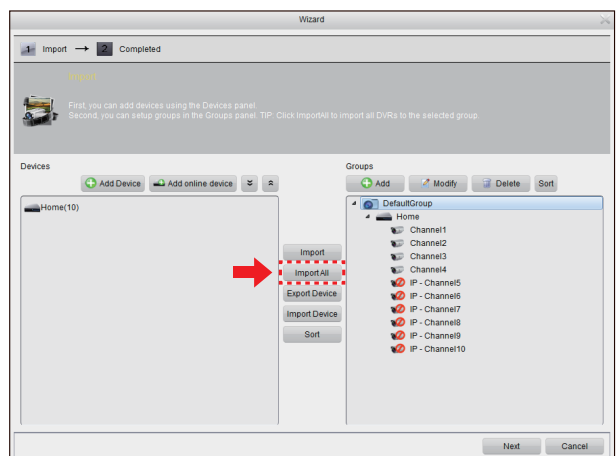 Wizard
1 Import → 2 Completed
Import
First, you can add devices using the Devices panel.
Second, you can setup groups in the Groups panel. TIP: Click ImportAll to import all DVRs to the selected group.
Devices
Add Device Add online device
Home(10)
Import
Import All
Export Device
Import Device
Sort
Groups
Add Modify Delete Sort
DefaultGroup
Home
Channel1
Channel2
Channel3
Channel4
IP - Channel5
IP - Channel6
IP - Channel7
IP - Channel8
IP - Channel9
IP - Channel10
Next Cancel